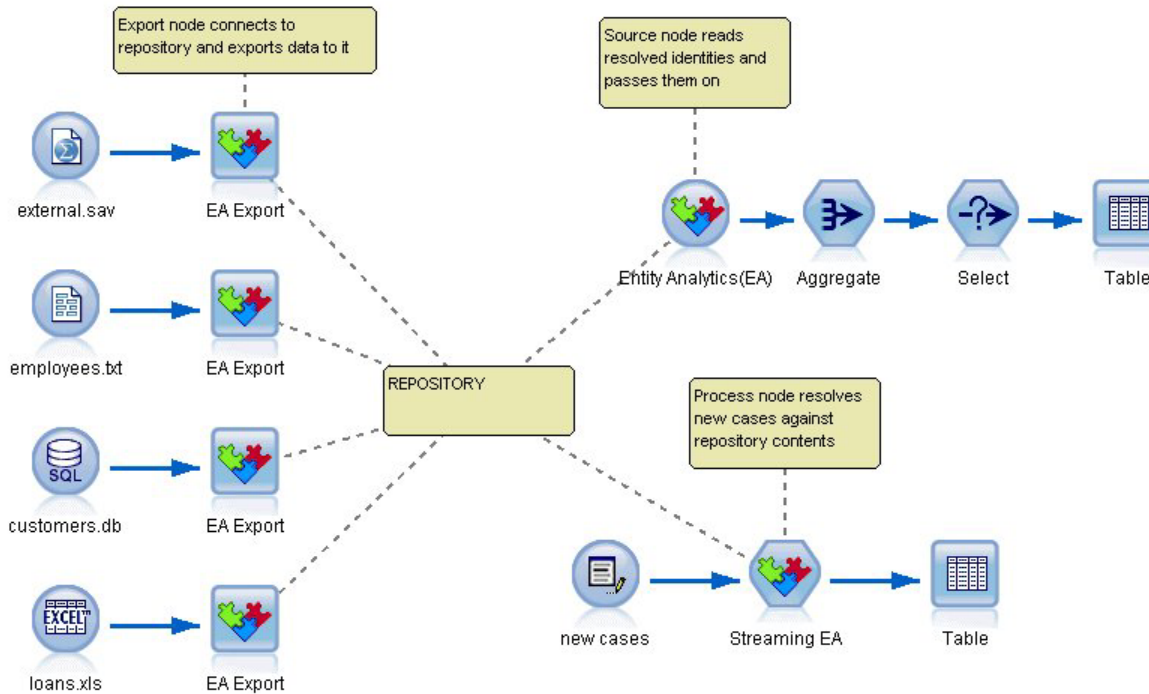 Export node connects to
repository and exports data to it
Source node reads
resolved identities and
passes them on
external.sav
EA Export
Entity Analytics(EA)
Aggregate
Select
Table
employees.txt
EA Export
REPOSITORY
Process node resolves
new cases against
repository contents
SQL
customers.db
EA Export
new cases
Streaming EA
Table
EXCEL™
loans.xls
EA Export